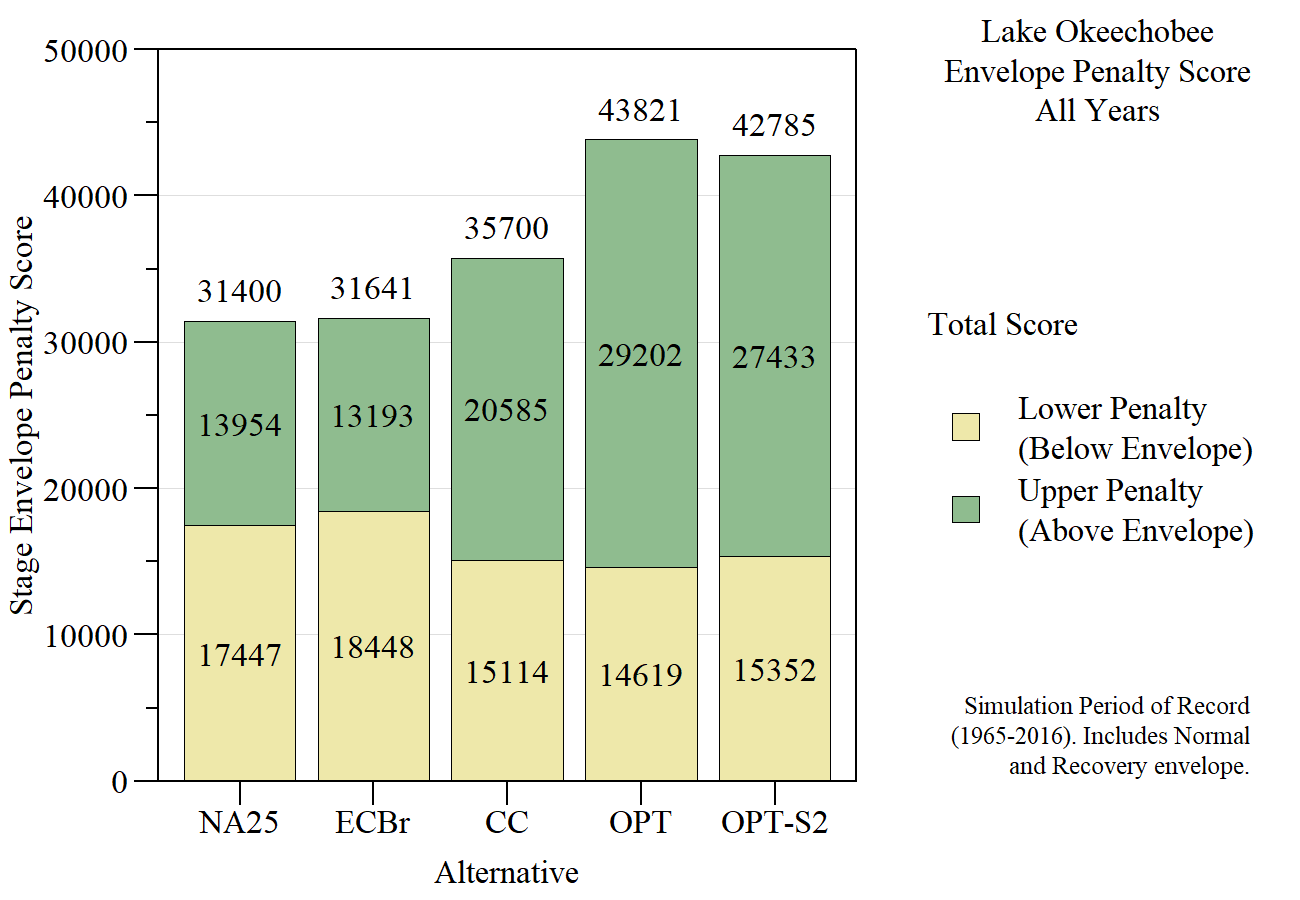 Lake Okeechobee
Envelope Penalty Score
All Years
Stage Envelope Penalty Score
50000
40000
30000
20000
10000
0
31400
31641
35700
43821
42785
13954
13193
20585
29202
27433
17447
18448
15114
14619
15352
NA25
ECBr
CC
OPT
OPT-S2
Alternative
Total Score
Lower Penalty
(Below Envelope)
Upper Penalty
(Above Envelope)
Simulation Period of Record
(1965-2016). Includes Normal
and Recovery envelope.